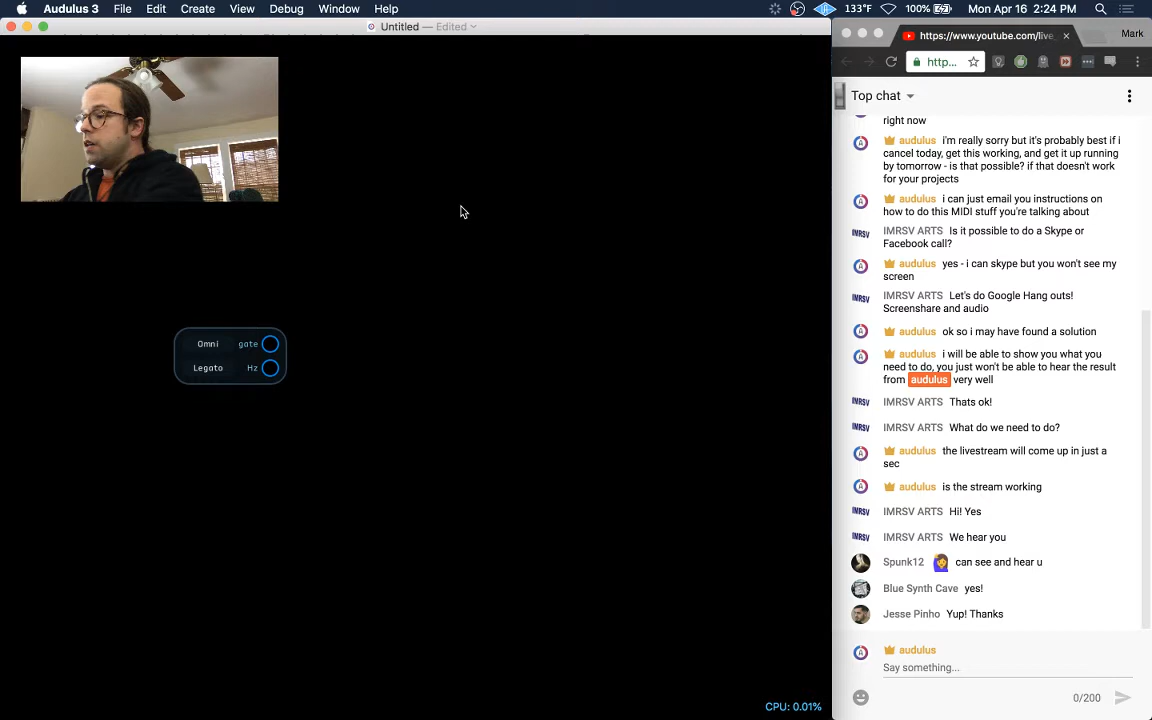 Audulus 3 File Edit Create View Debug Window Help
133°F 100% Mon Apr 16 2:24 PM
Untitled — Edited
https://www.youtube.com/live_
Mark
http...
Top chat
right now
audulus i'm really sorry but it's probably best if i
cancel today, get this working, and get it up running
by tomorrow - is that possible? if that doesn't work
for your projects
audulus i can just email you instructions on
how to do this MIDI stuff you're talking about
IMRSV ARTS Is it possible to do a Skype or
Facebook call?
audulus yes - i can skype but you won't see my
screen
IMRSV ARTS Let's do Google Hang outs!
Screenshare and audio
audulus ok so i may have found a solution
audulus i will be able to show you what you
need to do, you just won't be able to hear the result
from audulus very well
IMRSV ARTS Thats ok!
IMRSV ARTS What do we need to do?
audulus the livestream will come up in just a
sec
audulus is the stream working
IMRSV ARTS Hi! Yes
IMRSV ARTS We hear you
Spunk12 can see and hear u
Blue Synth Cave yes!
Jesse Pinho Yup! Thanks
audulus
Say something...
0/200
Omni gate
Legato Hz
CPU: 0.01%